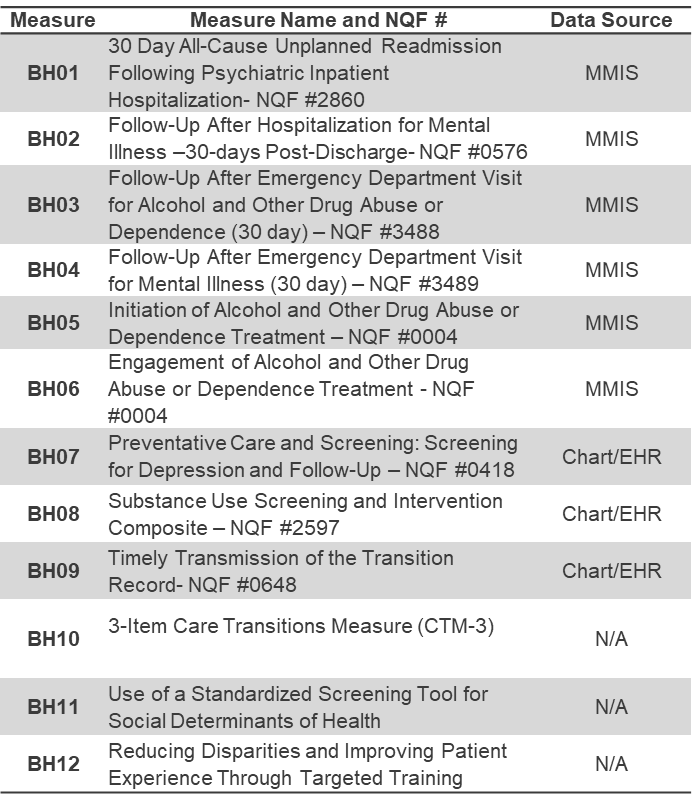 Measure Measure Name and NQF # Data Source
30 Day All-Cause Unplanned Readmission
BH01 Following Psychiatric Inpatient MMIS
Hospitalization- NQF #2860
BH02 Follow-Up After Hospitalization for Mental MMIS
Illness –30-days Post-Discharge- NQF #0576
Follow-Up After Emergency Department Visit
BH03 for Alcohol and Other Drug Abuse or MMIS
Dependence (30 day) – NQF #3488
BH04 Follow-Up After Emergency Department Visit MMIS
for Mental Illness (30 day) – NQF #3489
BH05 Initiation of Alcohol and Other Drug Abuse or MMIS
Dependence Treatment – NQF #0004
Engagement of Alcohol and Other Drug
BH06 Abuse or Dependence Treatment - NQF MMIS
#0004
BH07 Preventative Care and Screening: Screening Chart/EHR
for Depression and Follow-Up – NQF #0418
BH08 Substance Use Screening and Intervention Chart/EHR
Composite – NQF #2597
BH09 Timely Transmission of the Transition Chart/EHR
Record- NQF #0648
BH10 3-Item Care Transitions Measure (CTM-3) N/A
BH11 Use of a Standardized Screening Tool for N/A
Social Determinants of Health
BH12 Reducing Disparities and Improving Patient N/A
Experience Through Targeted Training